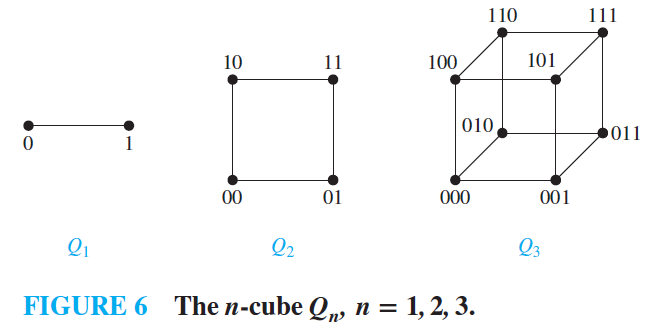 110 111
10 11 100 101
010 011
0 1
00 01 000 001
Q1 Q2 Q3
FIGURE 6 The n-cube Qn, n = 1, 2, 3.